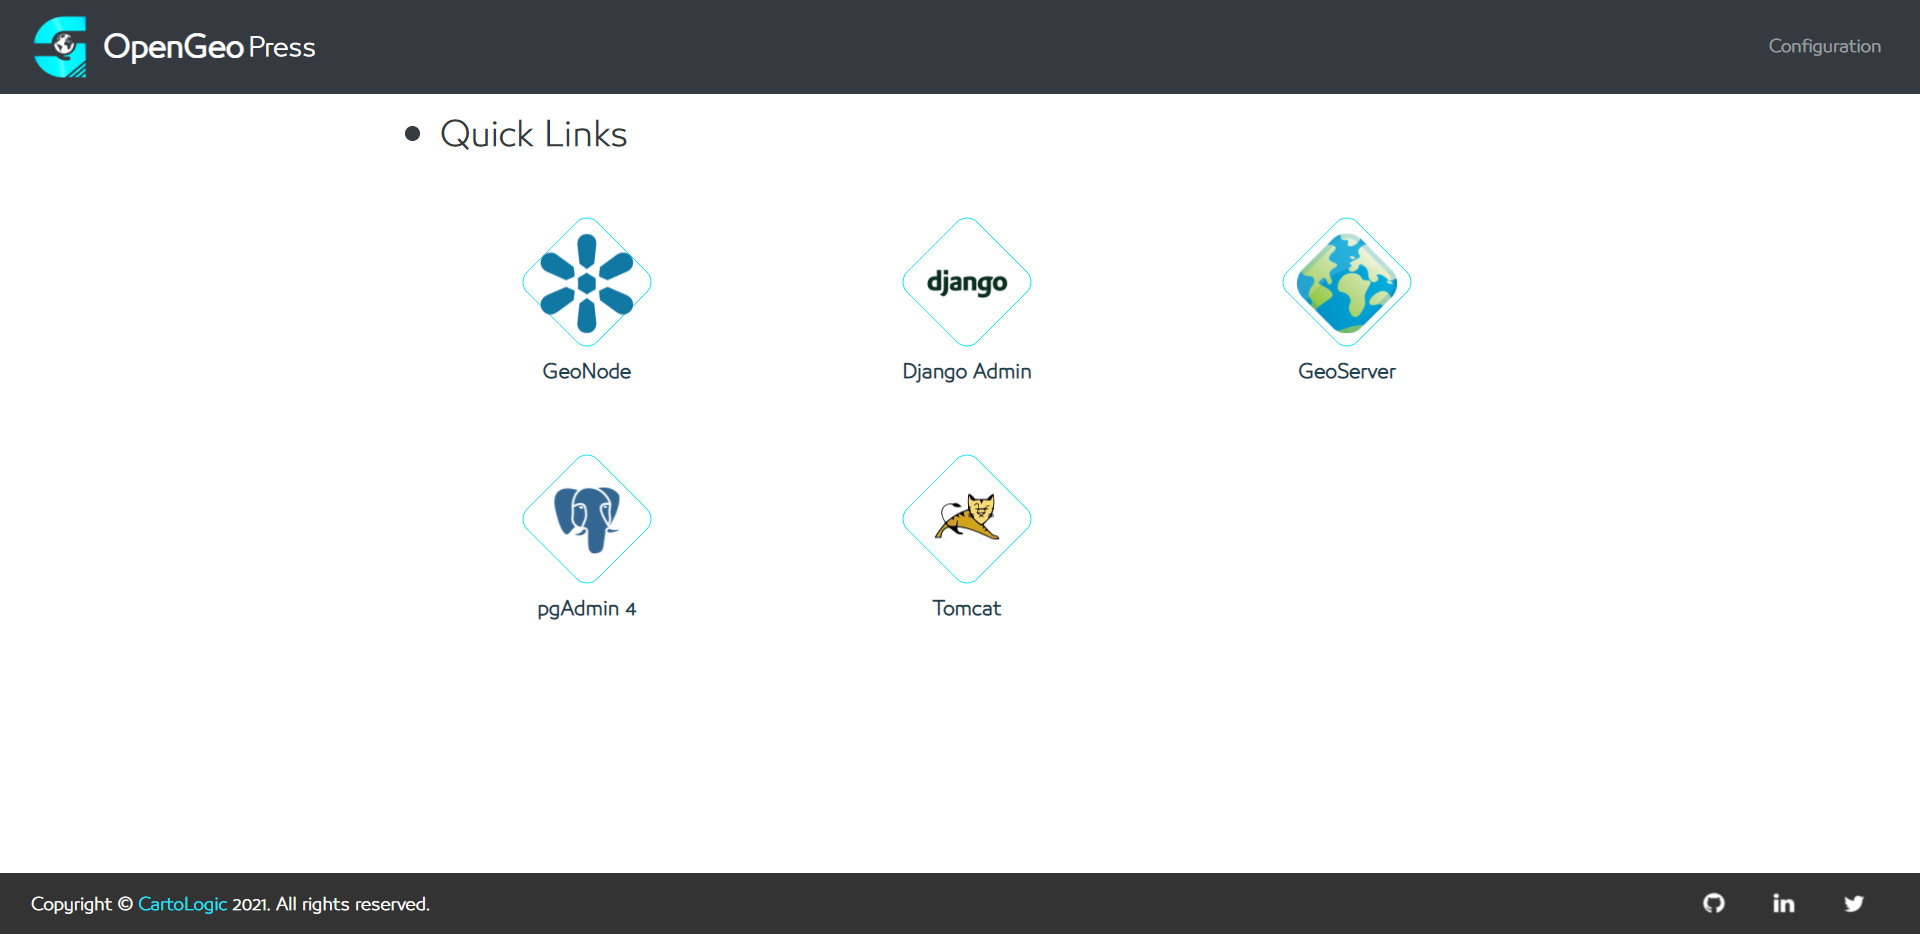 OpenGeo Press
Configuration
Quick Links
django
GeoNode
Django Admin
GeoServer
pgAdmin 4
Tomcat
Copyright © CartoLogic 2021. All rights reserved.
in